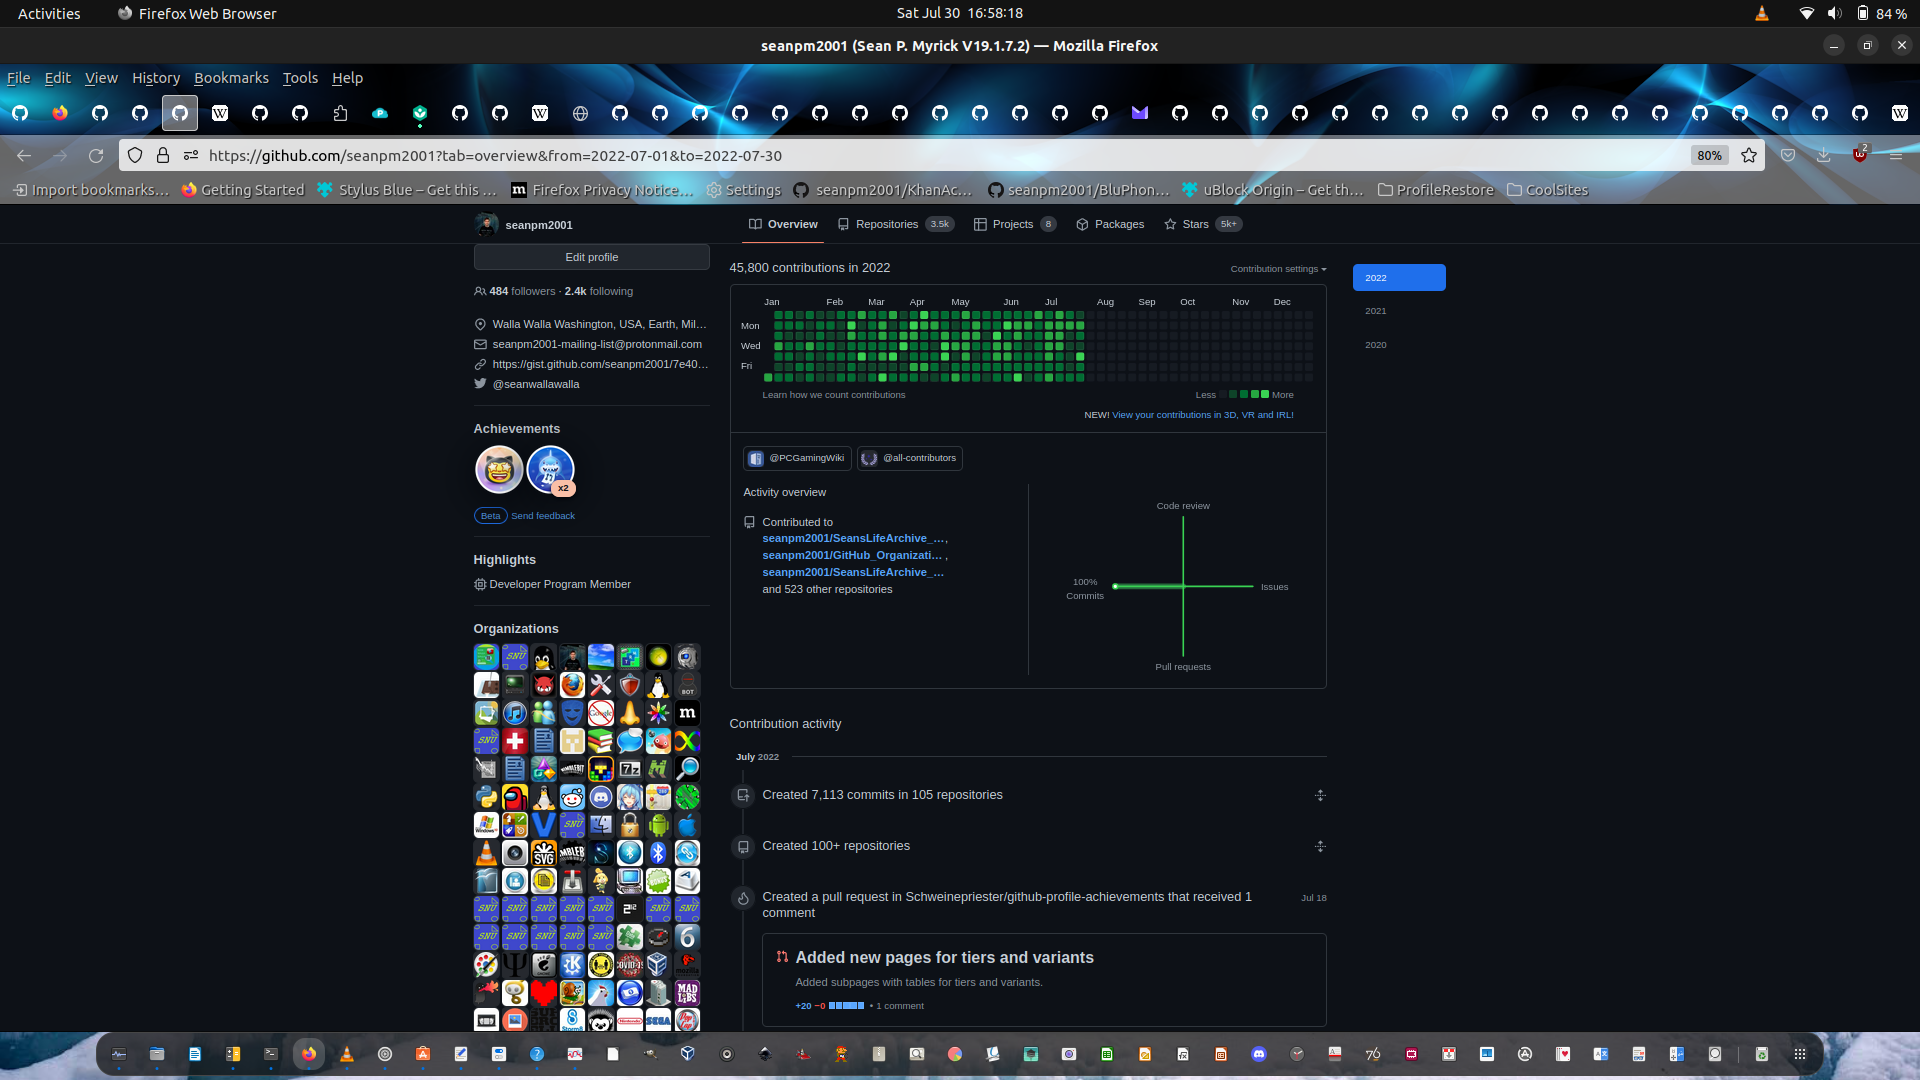 Activities
Firefox Web Browser
Sat Jul 30 16:58:18
84 %
seanpm2001 (Sean P. Myrick V19.1.7.2) — Mozilla Firefox
File Edit View History Bookmarks Tools Help
https://github.com/seanpm2001?tab=overview&from=2022-07-01&to=2022-07-30
80%
2
Import bookmarks…
Getting Started
Stylus Blue – Get this …
Firefox Privacy Notice…
Settings
seanpm2001/KhanAc…
seanpm2001/BluPhon…
uBlock Origin – Get th…
ProfileRestore
CoolSites
seanpm2001
Overview
Repositories 3.5k
Projects 8
Packages
Stars 5k+
Edit profile
484 followers · 2.4k following
Walla Walla Washington, USA, Earth, Mil…
seanpm2001-mailing-list@protonmail.com
https://gist.github.com/seanpm2001/7e40…
@seanwallawalla
Achievements
x2
Beta Send feedback
Highlights
Developer Program Member
Organizations
45,800 contributions in 2022
Contribution settings
2022
2021
2020
Jan Feb Mar Apr May Jun Jul Aug Sep Oct Nov Dec
Mon
Wed
Fri
Learn how we count contributions
Less More
NEW! View your contributions in 3D, VR and IRL!
@PCGamingWiki
@all-contributors
Activity overview
Contributed to
seanpm2001/SeansLifeArchive_…,
seanpm2001/GitHub_Organizati… ,
seanpm2001/SeansLifeArchive_…
and 523 other repositories
Code review
100%
Commits
Issues
Pull requests
Contribution activity
July 2022
Created 7,113 commits in 105 repositories
Created 100+ repositories
Created a pull request in Schweinepriester/github-profile-achievements that received 1
comment
Jul 18
Added new pages for tiers and variants
Added subpages with tables for tiers and variants.
+20 −0 • 1 comment